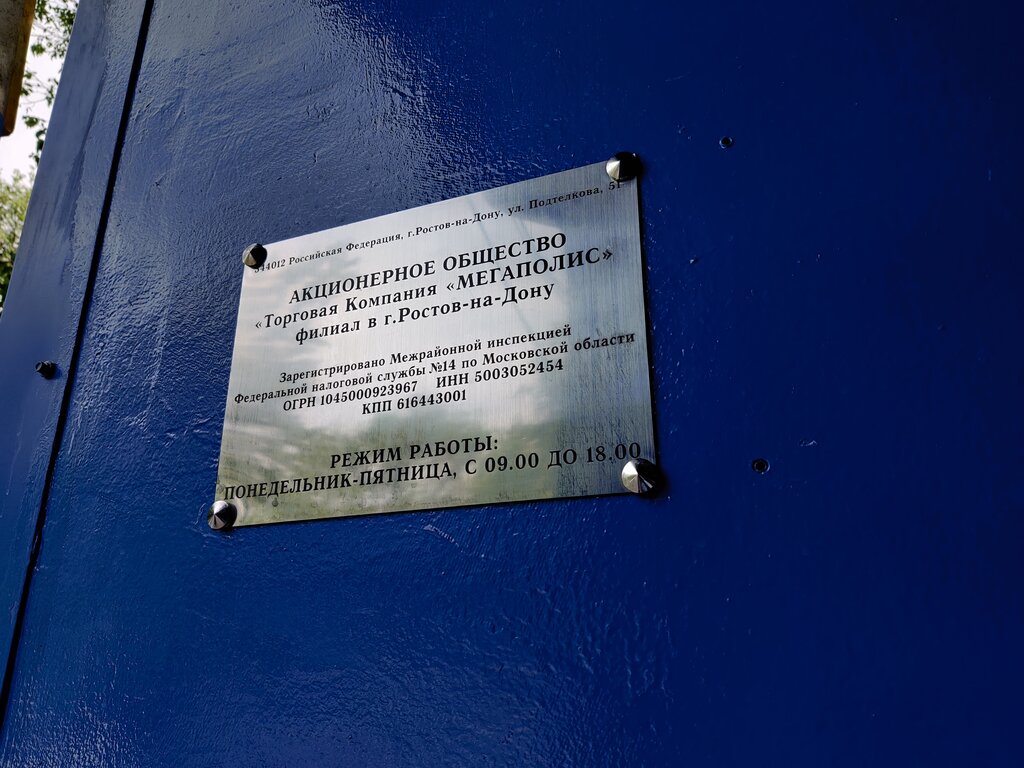 344012 Российская Федерация, г.Ростов-на-Дону, ул. Подтелкова, 51
АКЦИОНЕРНОЕ ОБЩЕСТВО
«Торговая Компания «МЕГАПОЛИС»
филиал в г.Ростов-на-Дону
Зарегистрировано Межрайонной инспекцией
Федеральной налоговой службы №14 по Московской области
ОГРН 1045000923967 ИНН 5003052454
КПП 616443001
РЕЖИМ РАБОТЫ:
ПОНЕДЕЛЬНИК-ПЯТНИЦА, С 09.00 ДО 18.00